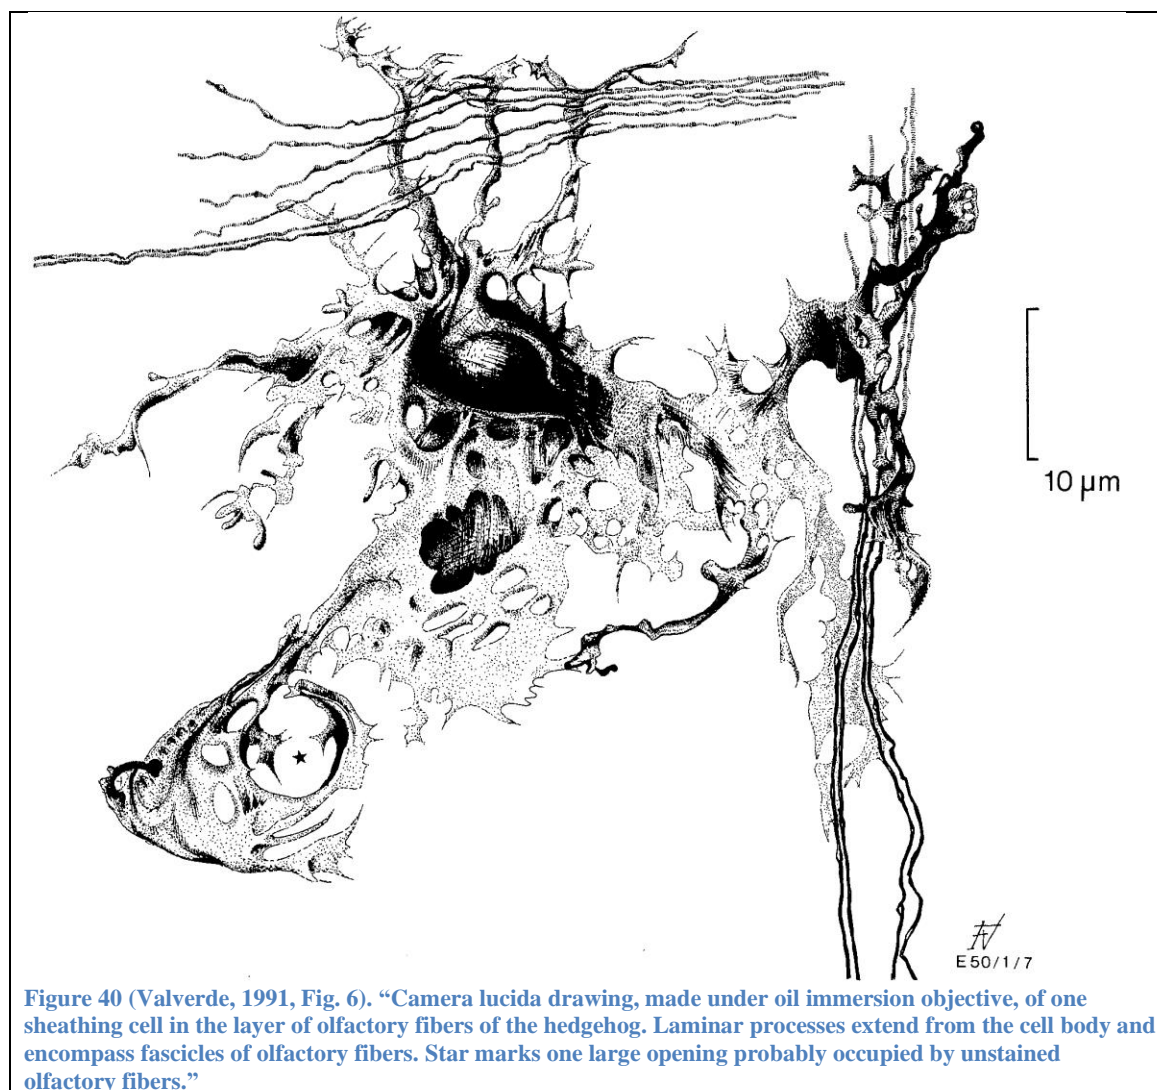 10 µm
E50/1/7
Figure 40 (Valverde, 1991, Fig. 6). “Camera lucida drawing, made under oil immersion objective, of one
sheathing cell in the layer of olfactory fibers of the hedgehog. Laminar processes extend from the cell body and
encompass fascicles of olfactory fibers. Star marks one large opening probably occupied by unstained
olfactory fibers.”